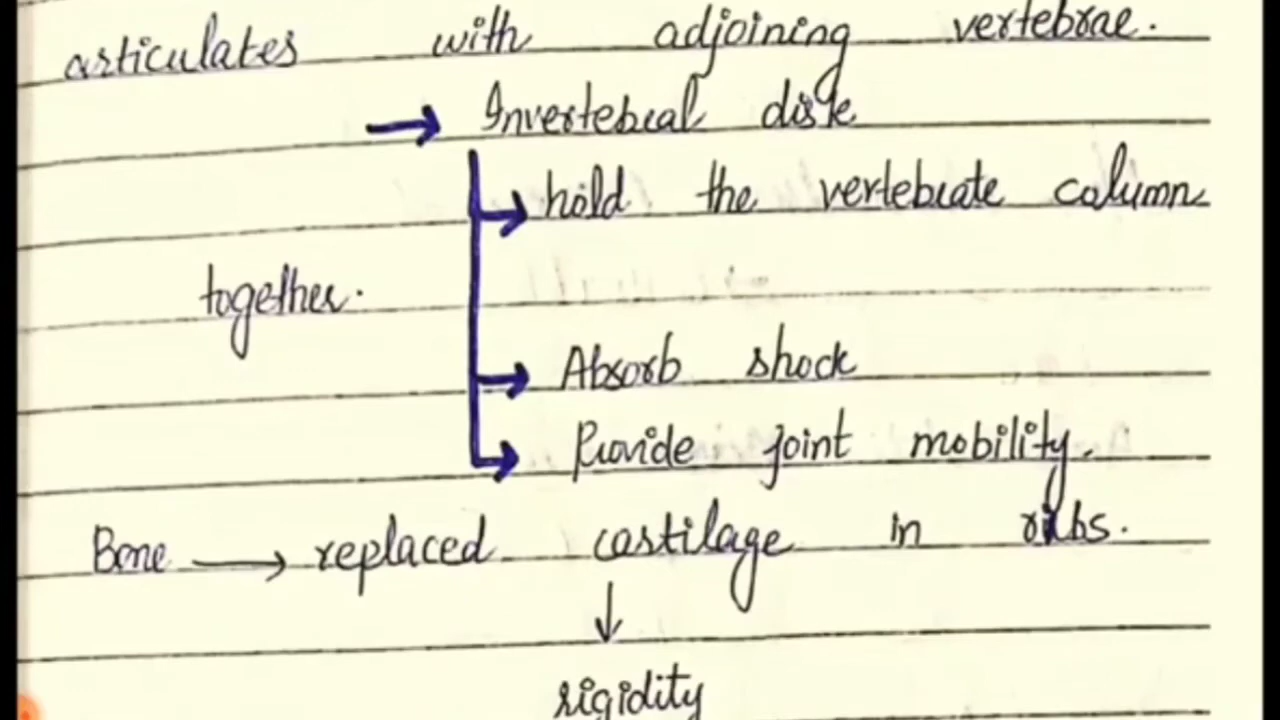 articulates with adjoining vertebrae.
→ Invertebral disk
→ hold the vertebrate column
together.
→ Absorb shock
→ Provide joint mobility.
Bone → replaced cartilage in ribs.
↓
rigidity